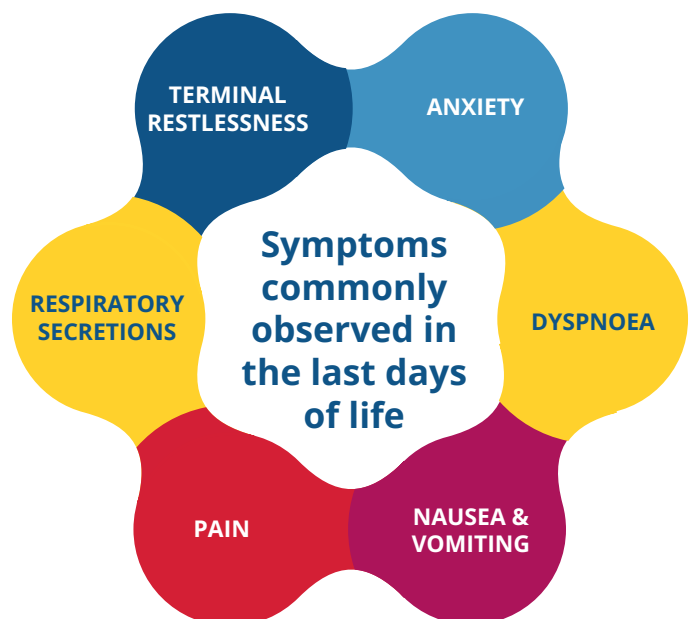 TERMINAL
RESTLESSNESS
ANXIETY
Symptoms
commonly
observed in
the last days
of life
RESPIRATORY
SECRETIONS
DYSPNOEA
PAIN
NAUSEA &
VOMITING